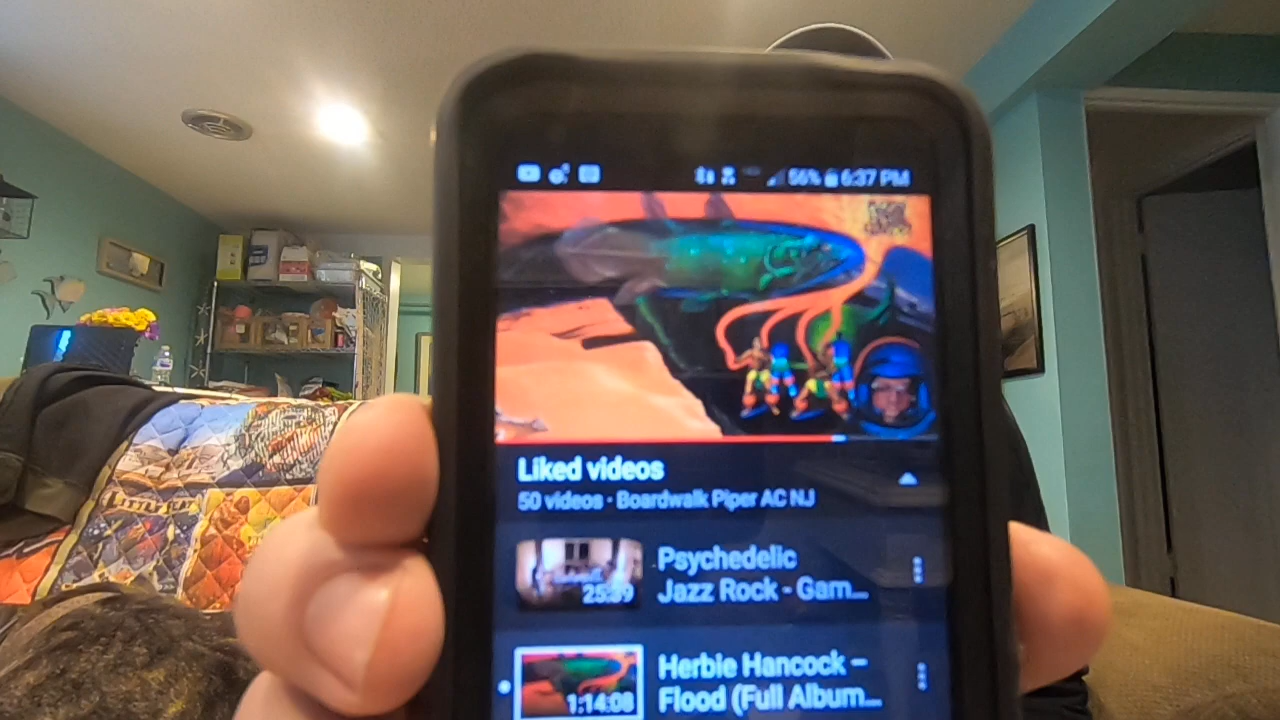 56% 6:37 PM
Liked videos
50 videos · Boardwalk Piper AC NJ
25:39
Psychedelic
Jazz Rock - Gam...
1:14:08
Herbie Hancock –
Flood (Full Album...